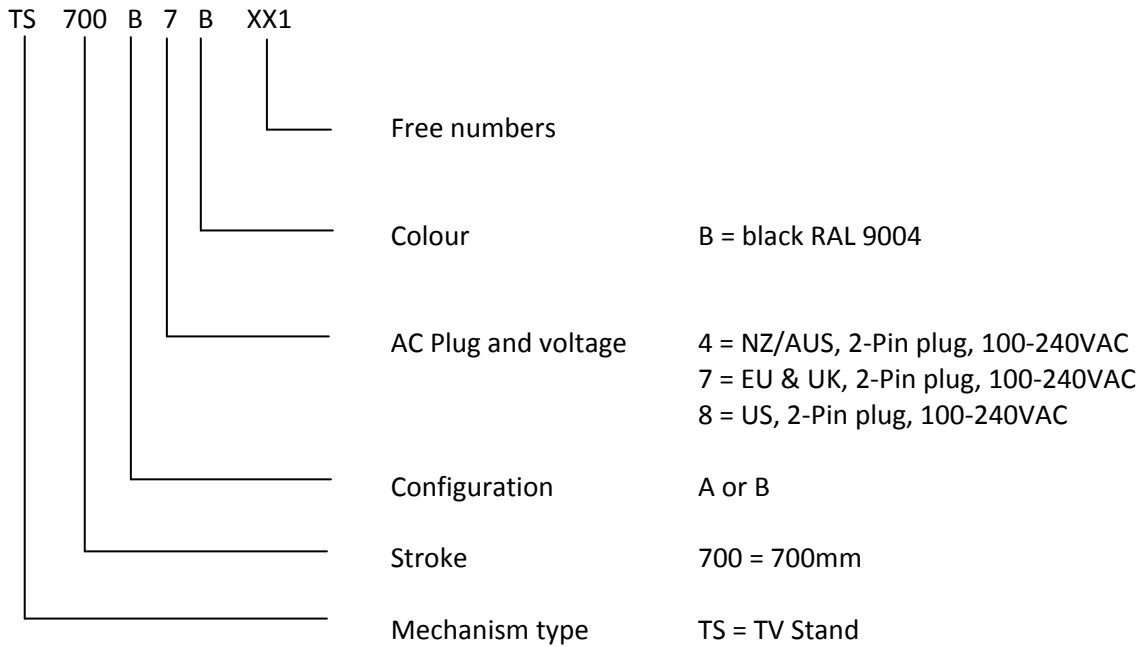 TS 700 B 7 B XX1
Free numbers
Colour B = black RAL 9004
AC Plug and voltage 4 = NZ/AUS, 2-Pin plug, 100-240VAC
7 = EU & UK, 2-Pin plug, 100-240VAC
8 = US, 2-Pin plug, 100-240VAC
Configuration A or B
Stroke 700 = 700mm
Mechanism type TS = TV Stand